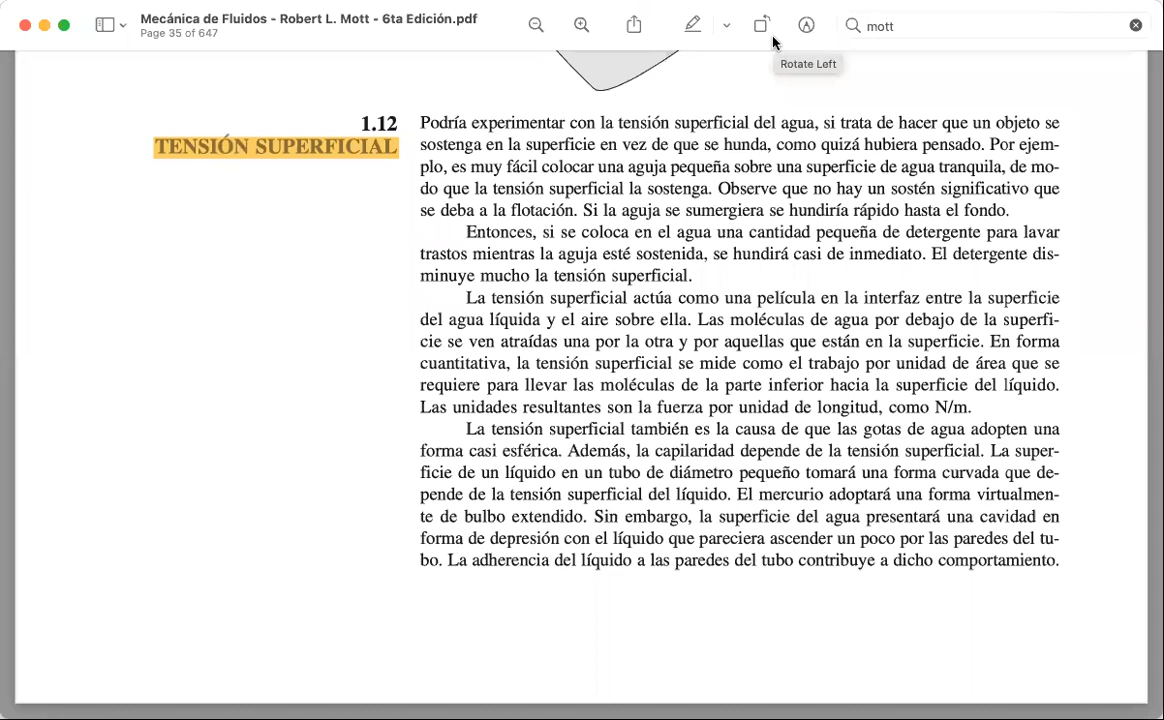 Mecánica de Fluidos - Robert L. Mott - 6ta Edición.pdf
Page 35 of 647
mott
Rotate Left
1.12
TENSIÓN SUPERFICIAL
Podría experimentar con la tensión superficial del agua, si trata de hacer que un objeto se
sostenga en la superficie en vez de que se hunda, como quizá hubiera pensado. Por ejem-
plo, es muy fácil colocar una aguja pequeña sobre una superficie de agua tranquila, de mo-
do que la tensión superficial la sostenga. Observe que no hay un sostén significativo que
se deba a la flotación. Si la aguja se sumergiera se hundiría rápido hasta el fondo.
Entonces, si se coloca en el agua una cantidad pequeña de detergente para lavar
trastos mientras la aguja esté sostenida, se hundirá casi de inmediato. El detergente dis-
minuye mucho la tensión superficial.
La tensión superficial actúa como una película en la interfaz entre la superficie
del agua líquida y el aire sobre ella. Las moléculas de agua por debajo de la superfi-
cie se ven atraídas una por la otra y por aquellas que están en la superficie. En forma
cuantitativa, la tensión superficial se mide como el trabajo por unidad de área que se
requiere para llevar las moléculas de la parte inferior hacia la superficie del líquido.
Las unidades resultantes son la fuerza por unidad de longitud, como N/m.
La tensión superficial también es la causa de que las gotas de agua adopten una
forma casi esférica. Además, la capilaridad depende de la tensión superficial. La super-
ficie de un líquido en un tubo de diámetro pequeño tomará una forma curvada que de-
pende de la tensión superficial del líquido. El mercurio adoptará una forma virtualmen-
te de bulbo extendido. Sin embargo, la superficie del agua presentará una cavidad en
forma de depresión con el líquido que pareciera ascender un poco por las paredes del tu-
bo. La adherencia del líquido a las paredes del tubo contribuye a dicho comportamiento.